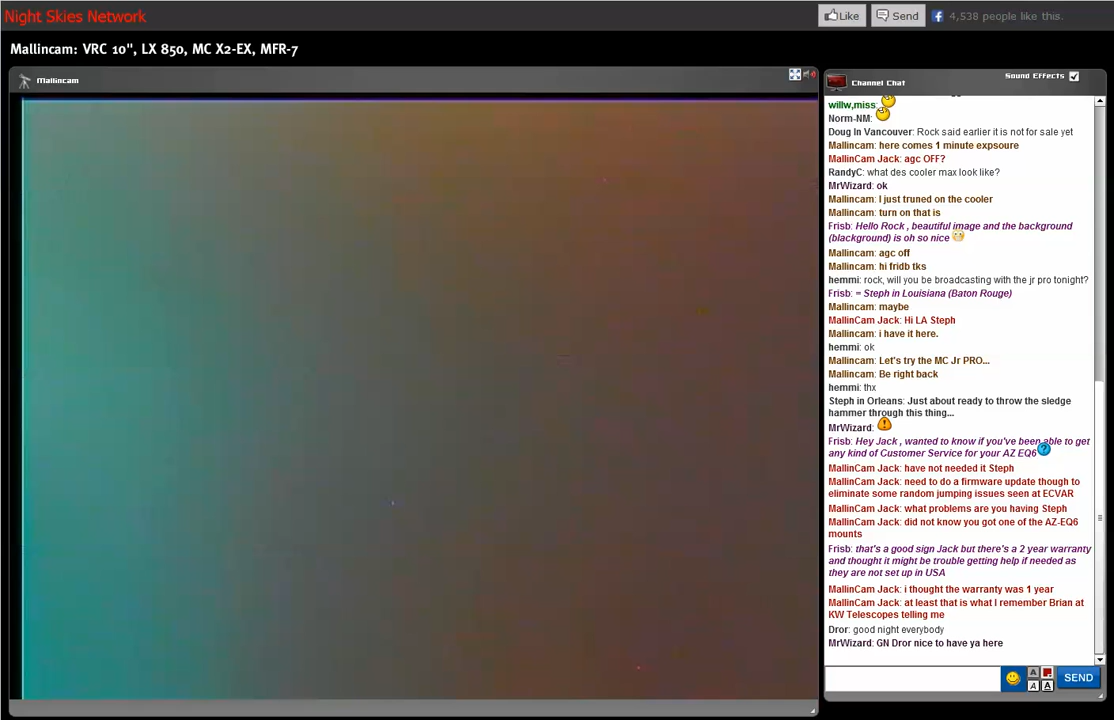 Night Skies Network
Like
Send
4,538 people like this.
Mallincam: VRC 10", LX 850, MC X2-EX, MFR-7
Mallincam
Channel Chat
Sound Effects
willw,miss:
Norm-NM:
Doug In Vancouver: Rock said earlier it is not for sale yet
Mallincam: here comes 1 minute expsoure
MallinCam Jack: agc OFF?
RandyC: what des cooler max look like?
MrWizard: ok
Mallincam: I just truned on the cooler
Mallincam: turn on that is
Frisb: Hello Rock , beautiful image and the background
(blackground) is oh so nice
Mallincam: agc off
Mallincam: hi fridb tks
hemmi: rock, will you be broadcasting with the jr pro tonight?
Frisb: = Steph in Louisiana (Baton Rouge)
Mallincam: maybe
MallinCam Jack: Hi LA Steph
Mallincam: i have it here.
hemmi: ok
Mallincam: Let's try the MC Jr PRO...
Mallincam: Be right back
hemmi: thx
Steph in Orleans: Just about ready to throw the sledge
hammer through this thing...
MrWizard:
Frisb: Hey Jack , wanted to know if you've been able to get
any kind of Customer Service for your AZ EQ6
MallinCam Jack: have not needed it Steph
MallinCam Jack: need to do a firmware update though to
eliminate some random jumping issues seen at ECVAR
MallinCam Jack: what problems are you having Steph
MallinCam Jack: did not know you got one of the AZ-EQ6
mounts
Frisb: that's a good sign Jack but there's a 2 year warranty
and thought it might be trouble getting help if needed as
they are not set up in USA
MallinCam Jack: i thought the warranty was 1 year
MallinCam Jack: at least that is what I remember Brian at
KW Telescopes telling me
Dror: good night everybody
MrWizard: GN Dror nice to have ya here
A
A A
SEND